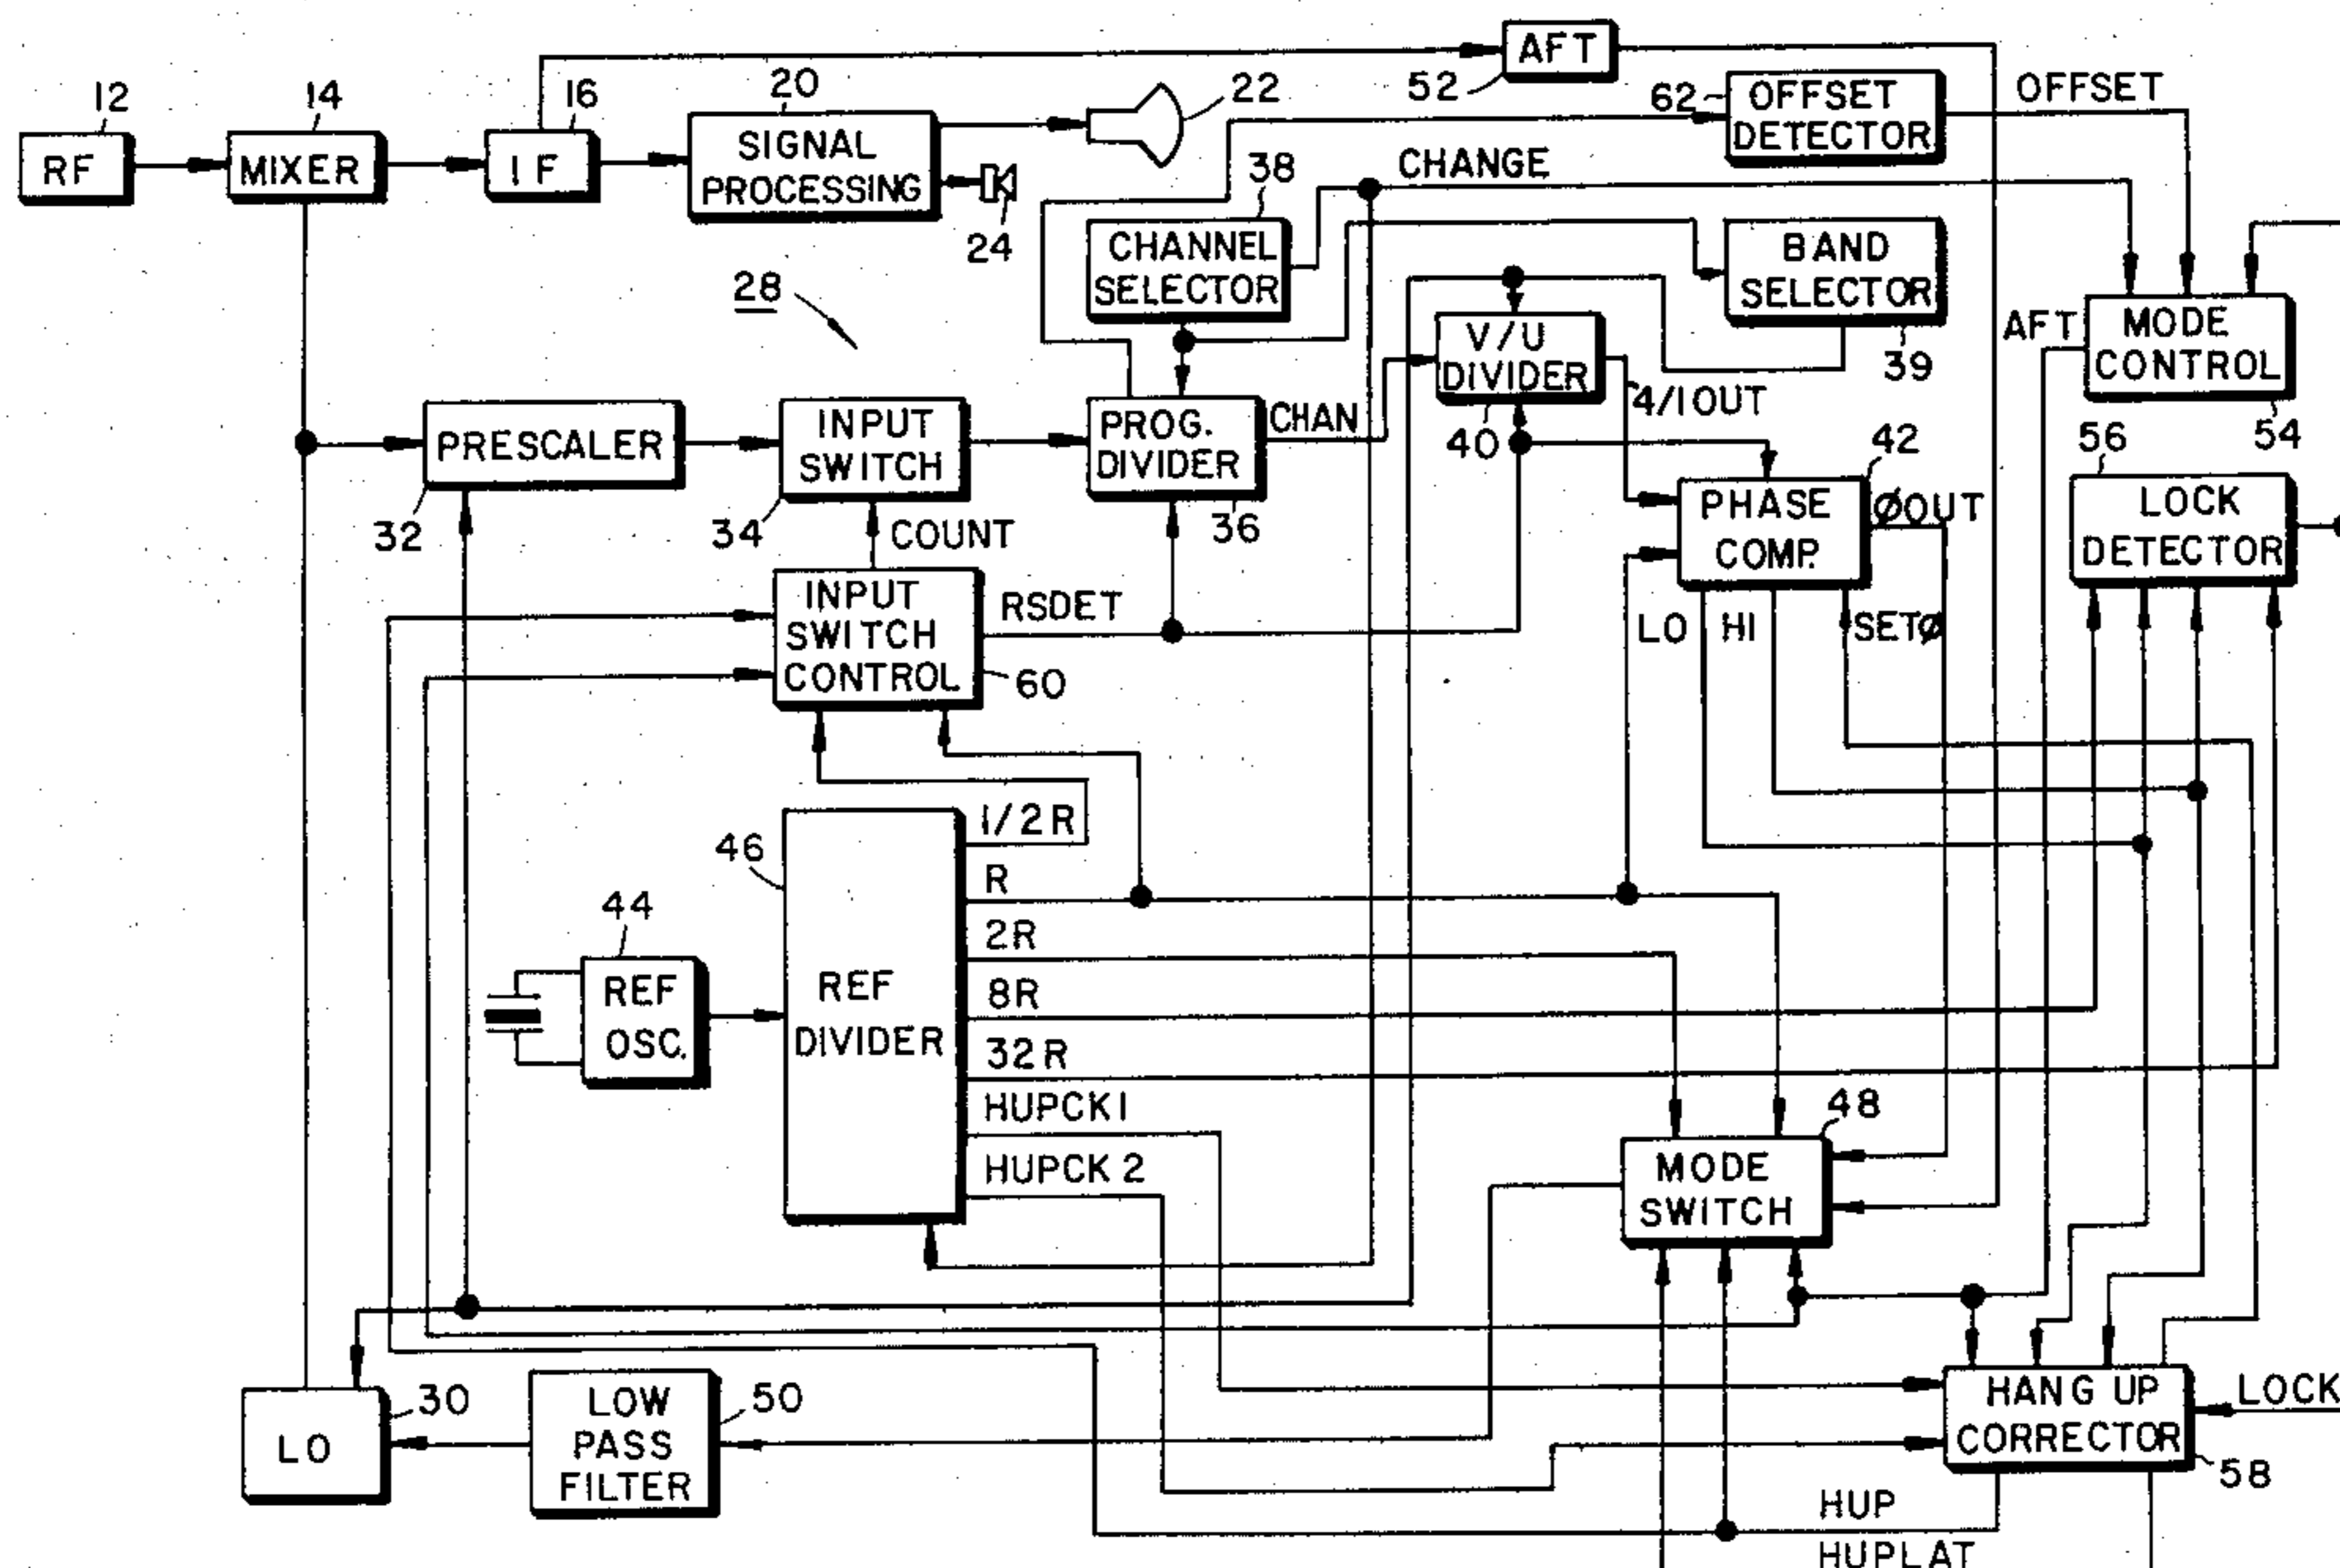 AFT
52
12
14
16
20
22
62
OFFSET
DETECTOR
OFFSET
RF
MIXER
IF
SIGNAL
PROCESSING
24
38
CHANGE
CHANNEL
SELECTOR
BAND
SELECTOR
39
28
V/U
DIVIDER
40
4/1 OUT
AFT
MODE
CONTROL
54
PRESCALER
32
INPUT
SWITCH
34
PROG.
DIVIDER
36
CHAN
42
PHASE
COMP.
ØOUT
56
LOCK
DETECTOR
COUNT
INPUT
SWITCH
CONTROL
60
RSDET
LO
HI
SETØ
46
1/2R
R
2R
8R
32R
HUPCK1
HUPCK 2
44
REF
OSC.
REF
DIVIDER
48
MODE
SWITCH
LO
30
LOW
PASS
FILTER
50
HANG UP
CORRECTOR
58
LOCK
HUP
HUPLAT